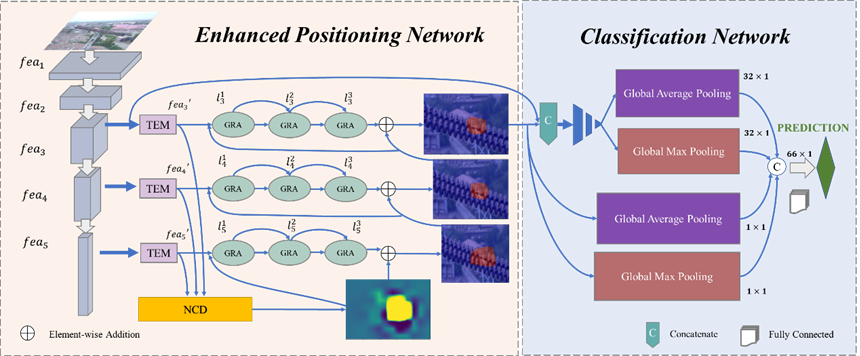 Enhanced Positioning Network
Classification Network
fea₁
fea₂
fea₃
fea₄
fea₅
fea₃′
fea₄′
fea₅′
TEM
l₃¹
l₃²
l₃³
GRA
GRA
GRA
TEM
l₄¹
l₄²
l₄³
GRA
GRA
GRA
TEM
l₅¹
l₅²
l₅³
GRA
GRA
GRA
NCD
Element-wise Addition
C
Global Average Pooling
32 × 1
Global Max Pooling
32 × 1
Global Average Pooling
1 × 1
Global Max Pooling
1 × 1
C
66 × 1
PREDICTION
C
Concatenate
Fully Connected